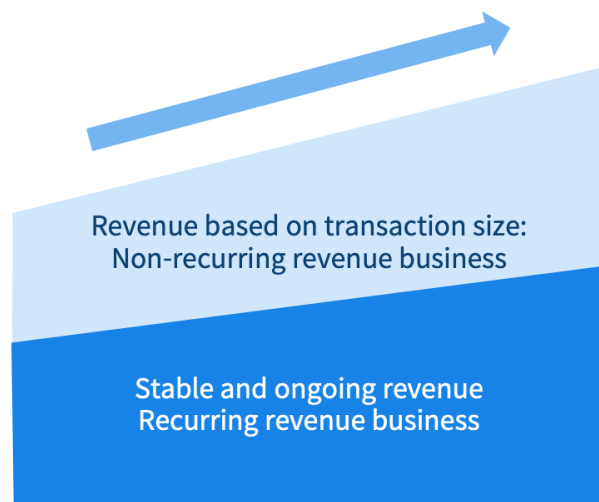 Revenue based on transaction size:
Non-recurring revenue business
Stable and ongoing revenue
Recurring revenue business